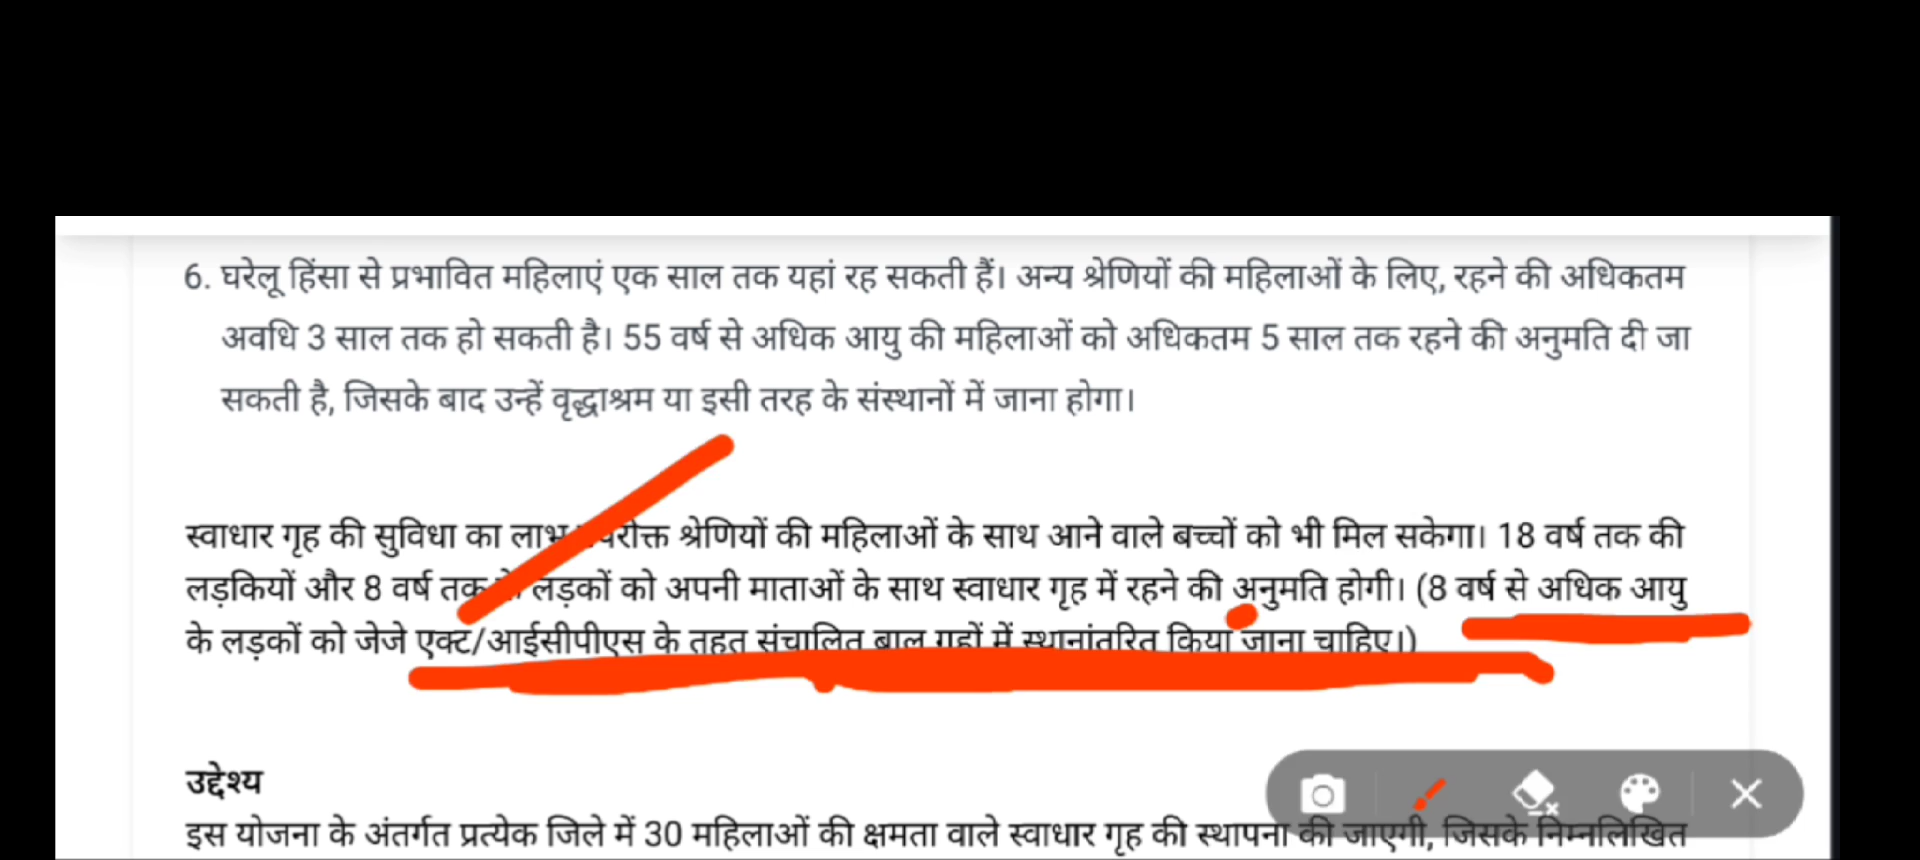 6. घरेलू हिंसा से प्रभावित महिलाएं एक साल तक यहां रह सकती हैं। अन्य श्रेणियों की महिलाओं के लिए, रहने की अधिकतम
अवधि 3 साल तक हो सकती है। 55 वर्ष से अधिक आयु की महिलाओं को अधिकतम 5 साल तक रहने की अनुमति दी जा
सकती है, जिसके बाद उन्हें वृद्धाश्रम या इसी तरह के संस्थानों में जाना होगा।
स्वाधार गृह की सुविधा का लाभ श्रेणियों की महिलाओं के साथ आने वाले बच्चों को भी मिल सकेगा। 18 वर्ष तक की
लड़कियों और 8 वर्ष तक लड़कों को अपनी माताओं के साथ स्वाधार गृह में रहने की अनुमति होगी। (8 वर्ष से अधिक आयु
के लड़कों को जेजे एक्ट/आईसीपीएस के तहत संचालित बाल गृहों में स्थानांतरित किया जाना चाहिए।)
उद्देश्य
इस योजना के अंतर्गत प्रत्येक जिले में 30 महिलाओं की क्षमता वाले स्वाधार गृह की स्थापना की जाएगी, जिसके निम्नलिखित